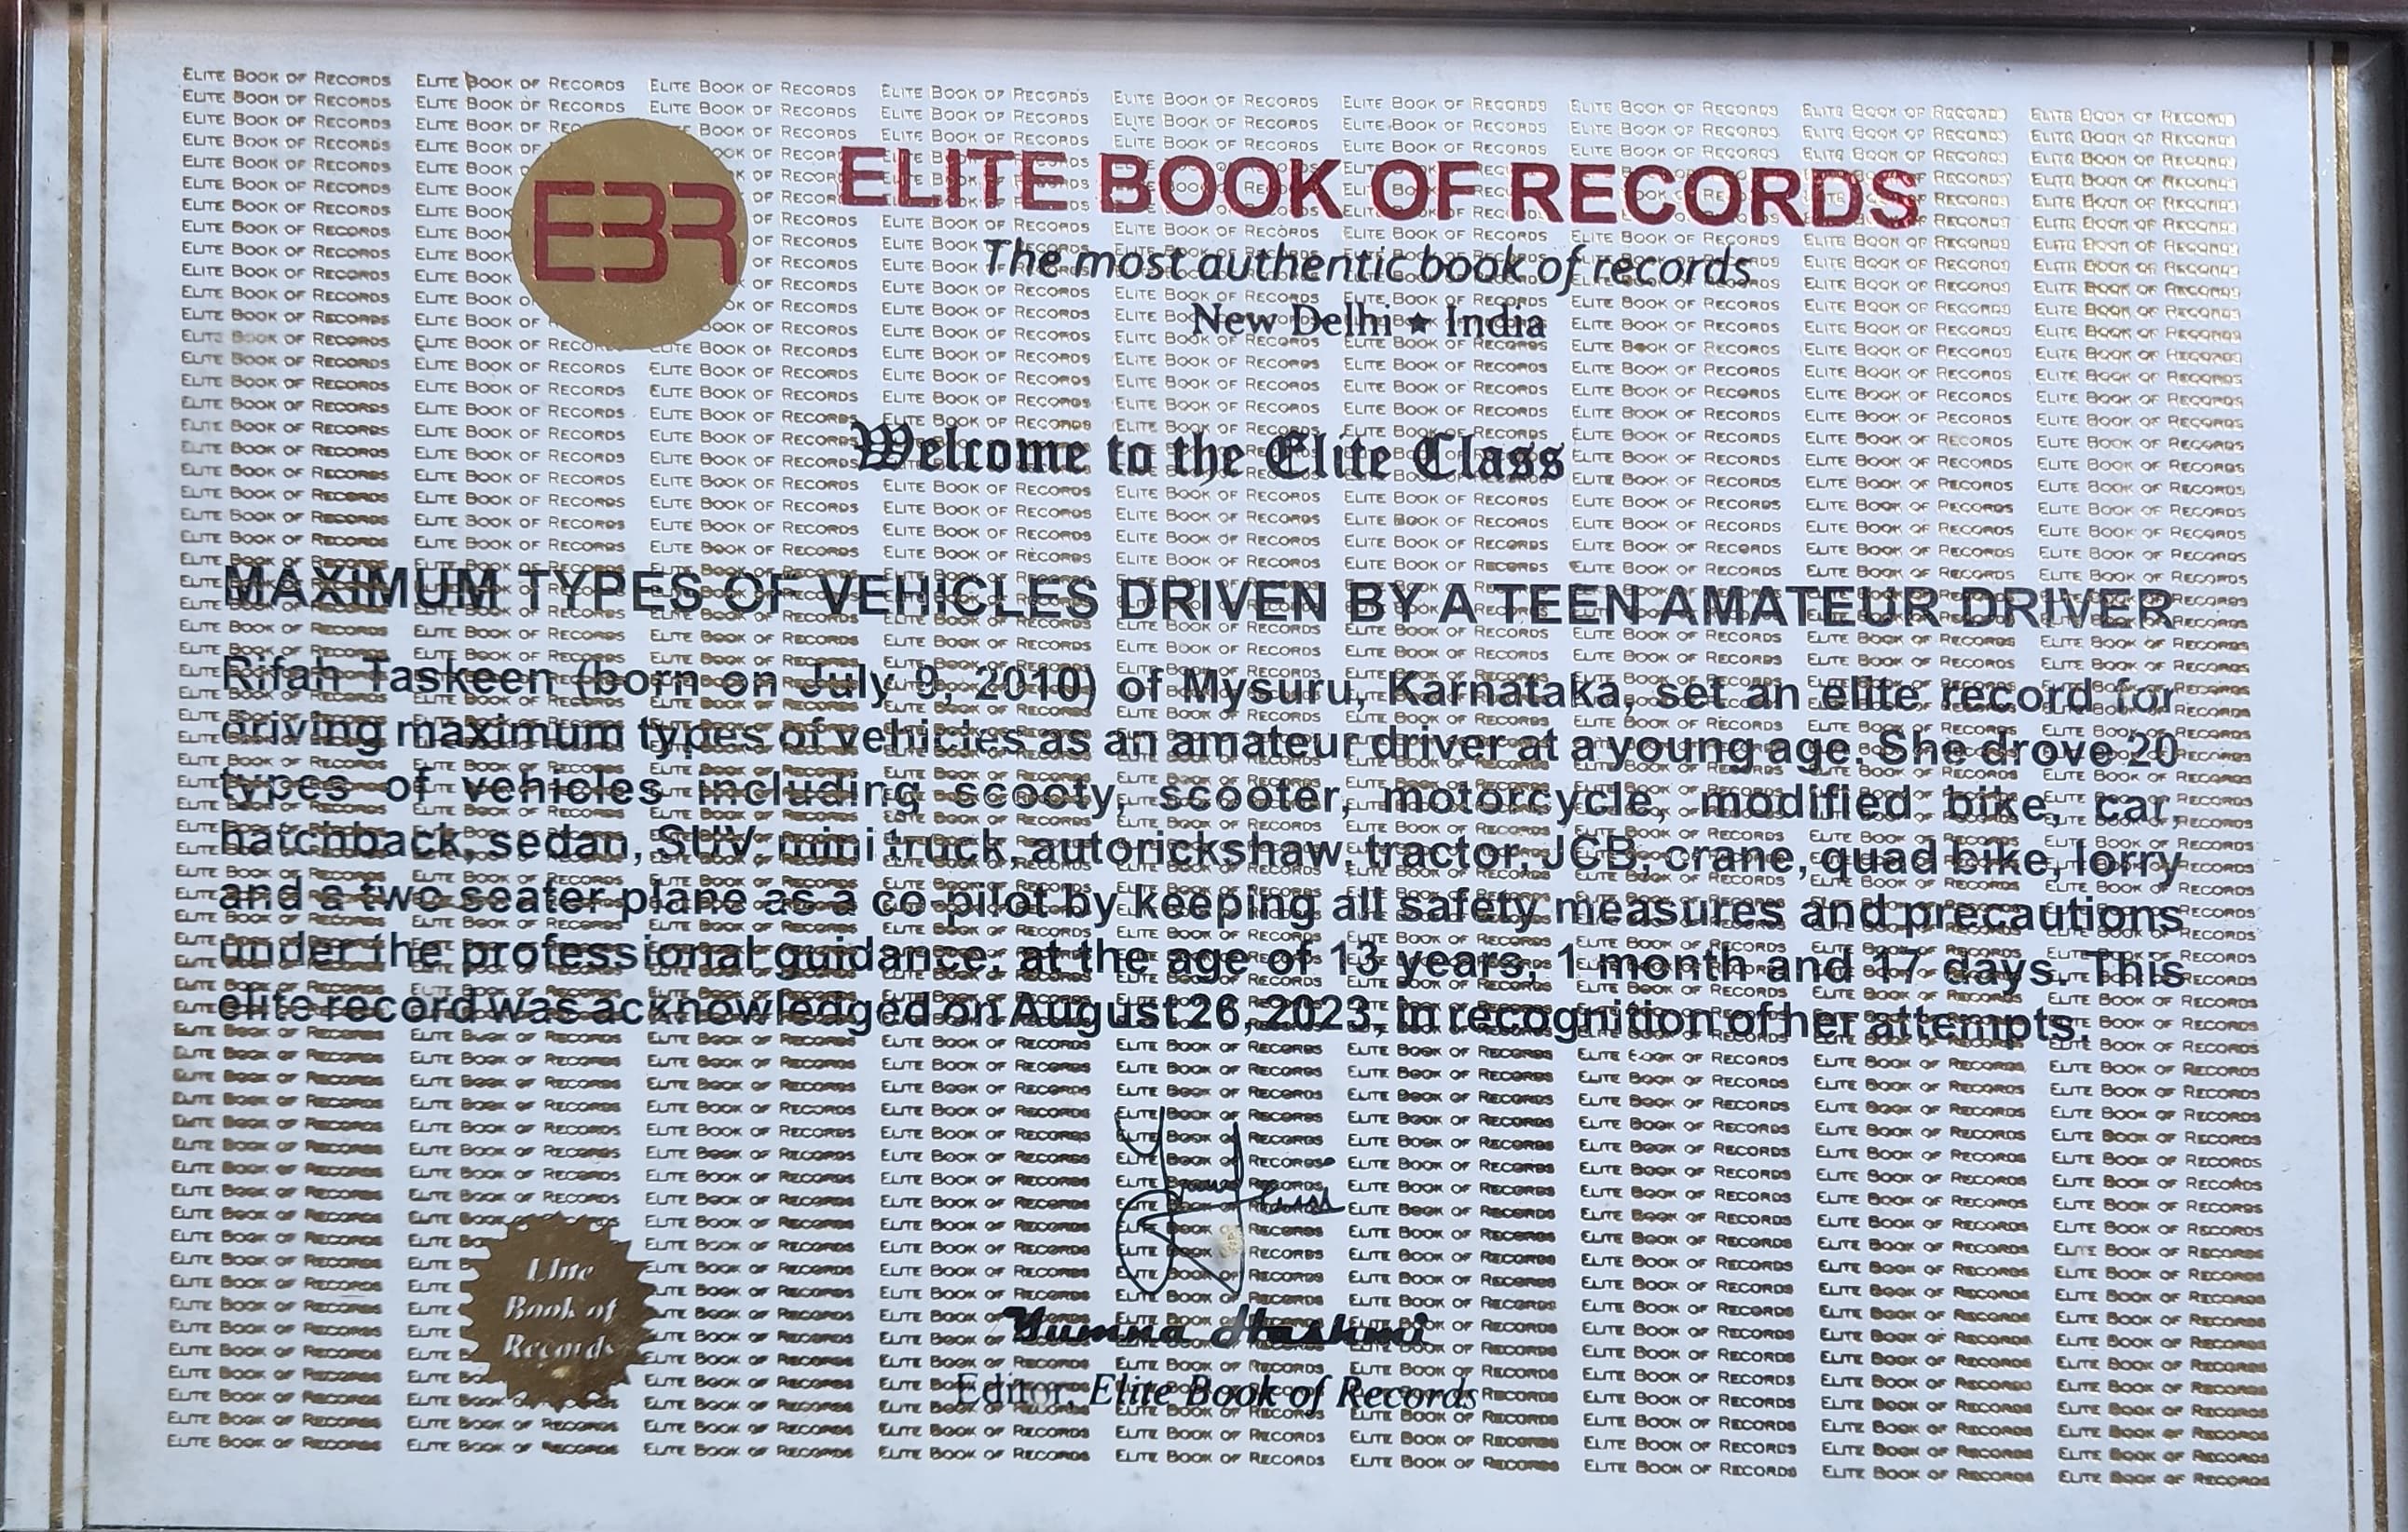 EBR
ELITE BOOK OF RECORDS
The most authentic book of records
New Delhi ★ India
Welcome to the Elite Class
MAXIMUM TYPES OF VEHICLES DRIVEN BY A TEEN AMATEUR DRIVER
Rifah Taskeen (born on July 9, 2010) of Mysuru, Karnataka, set an elite record for
driving maximum types of vehicles as an amateur driver at a young age. She drove 20
types of vehicles including scooty, scooter, motorcycle, modified bike, car,
hatchback, sedan, SUV mini truck, autorickshaw, tractor, JCB, crane, quad bike, lorry
and a two seater plane as a co-pilot by keeping all safety measures and precautions
under the professional guidance, at the age of 13 years, 1 month and 17 days. This
elite record was acknowledged on August 26, 2023, in recognition of her attempts.
Elite
Book of
Records
Yumna Hashmi
Editor, Elite Book of Records